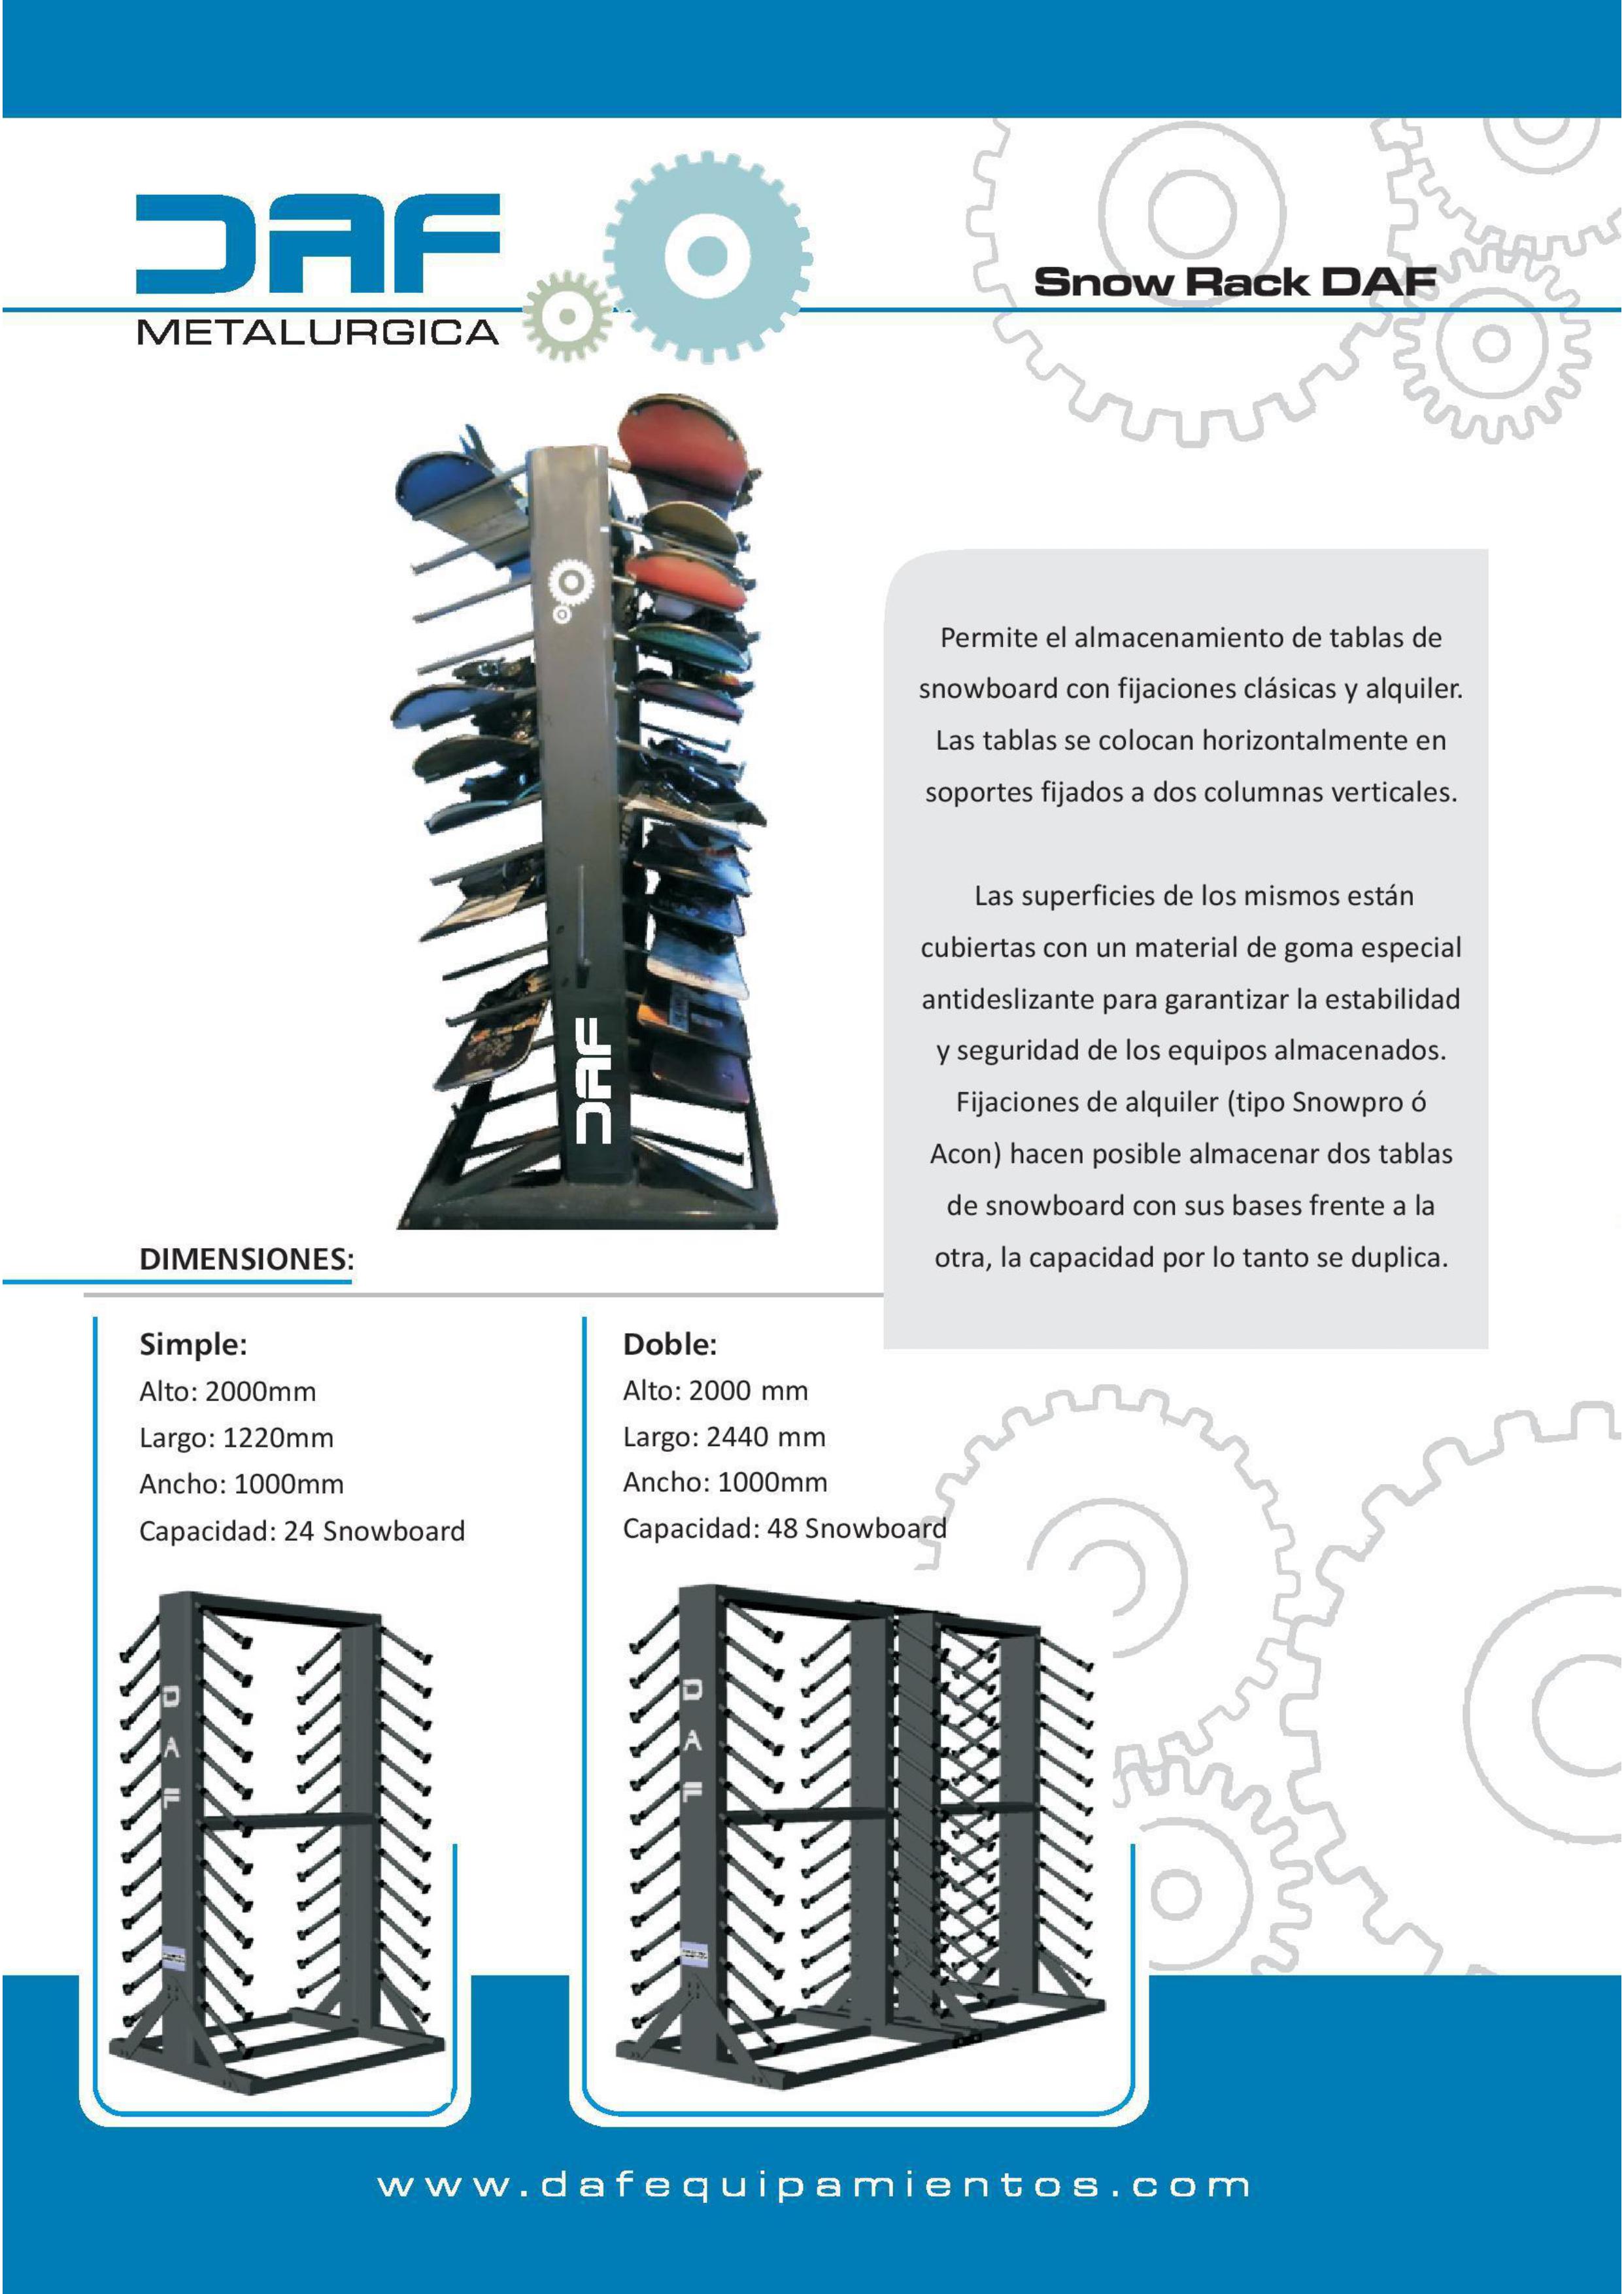 DAF
METALURGICA
Snow Rack DAF
DAF
Permite el almacenamiento de tablas de
snowboard con fijaciones clásicas y alquiler.
Las tablas se colocan horizontalmente en
soportes fijados a dos columnas verticales.
Las superficies de los mismos están
cubiertas con un material de goma especial
antideslizante para garantizar la estabilidad
y seguridad de los equipos almacenados.
Fijaciones de alquiler (tipo Snowpro ó
Acon) hacen posible almacenar dos tablas
de snowboard con sus bases frente a la
otra, la capacidad por lo tanto se duplica.
DIMENSIONES:
Simple:
Alto: 2000mm
Largo: 1220mm
Ancho: 1000mm
Capacidad: 24 Snowboard
Doble:
Alto: 2000 mm
Largo: 2440 mm
Ancho: 1000mm
Capacidad: 48 Snowboard
DAF
DAF
www.dafequipamientos.com